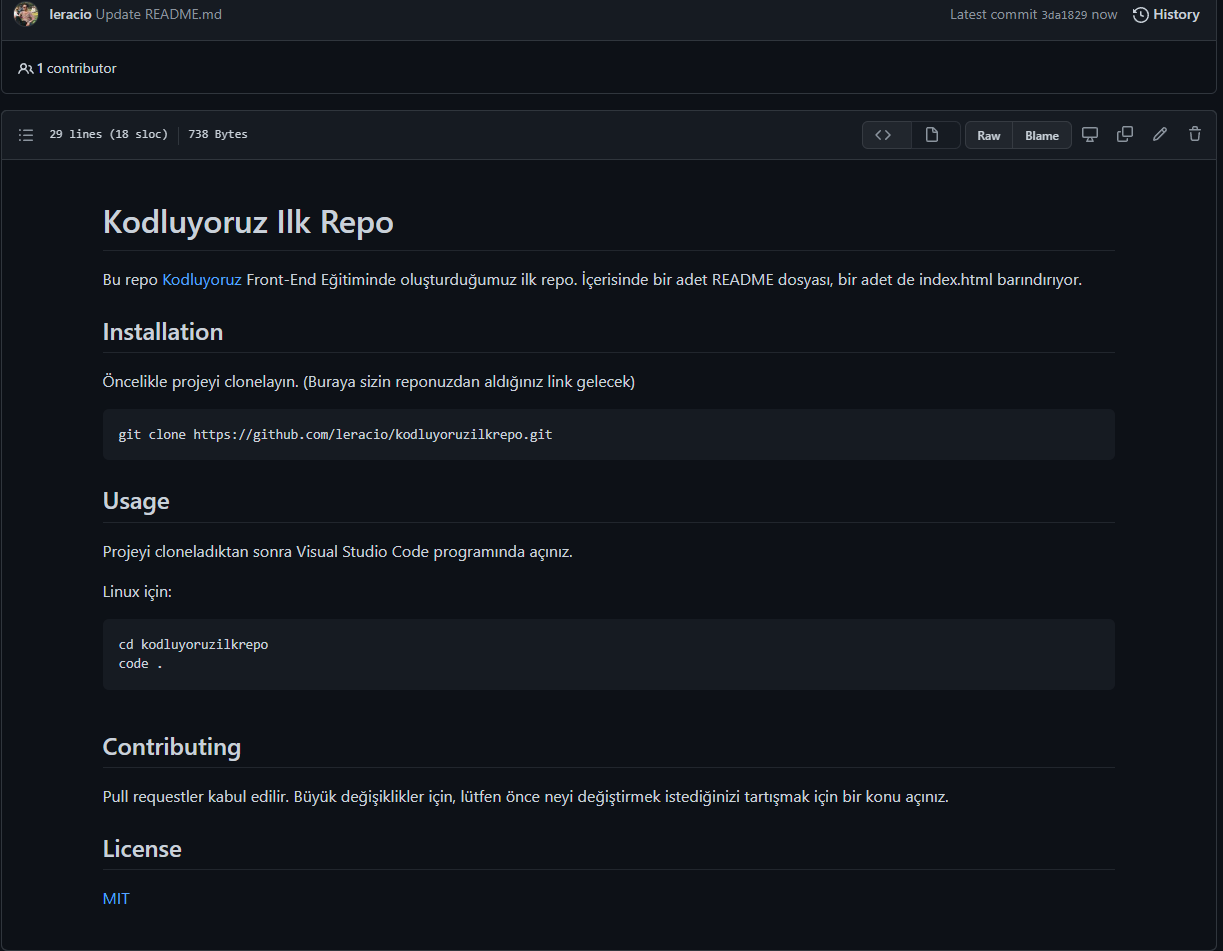 leracio Update README.md
Latest commit 3da1829 now History
1 contributor
29 lines (18 sloc) 738 Bytes
Raw Blame
Kodluyoruz Ilk Repo
Bu repo Kodluyoruz Front-End Eğitiminde oluşturduğumuz ilk repo. İçerisinde bir adet README dosyası, bir adet de index.html barındırıyor.
Installation
Öncelikle projeyi clonelayın. (Buraya sizin reponuzdan aldığınız link gelecek)
git clone https://github.com/leracio/kodluyoruzilkrepo.git
Usage
Projeyi cloneladıktan sonra Visual Studio Code programında açınız.
Linux için:
cd kodluyoruzilkrepo
code .
Contributing
Pull requestler kabul edilir. Büyük değişiklikler için, lütfen önce neyi değiştirmek istediğinizi tartışmak için bir konu açınız.
License
MIT